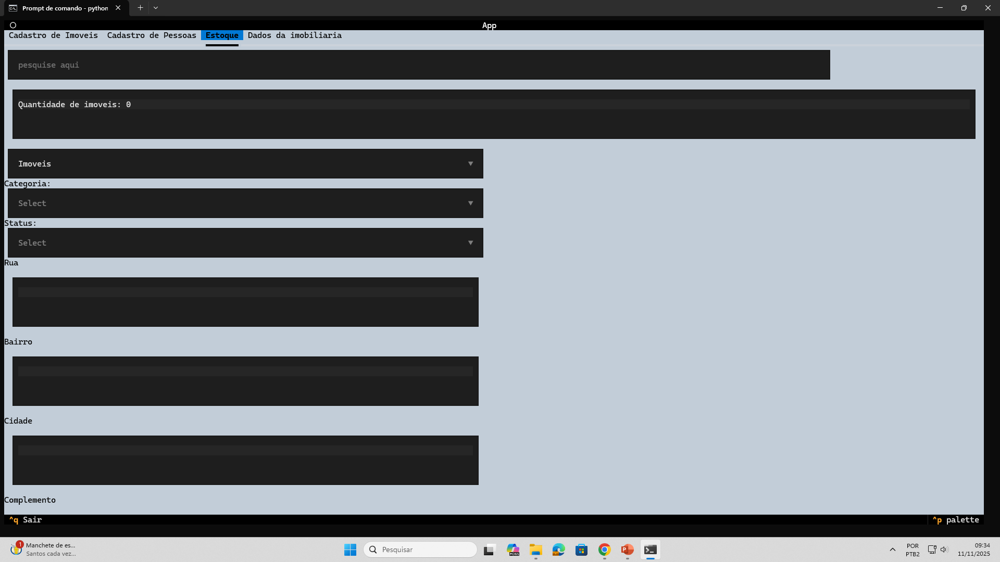 Prompt de comando - python
App
Cadastro de Imoveis Cadastro de Pessoas Estoque Dados da imobiliaria
pesquise aqui
Quantidade de imoveis: 0
Imoveis
Categoria:
Select
Status:
Select
Rua
Bairro
Cidade
Complemento
^q Sair
^p palette
1
Manchete de es...
Santos cada vez...
Pesquisar
M365
P
POR
PTB2
09:34
11/11/2025